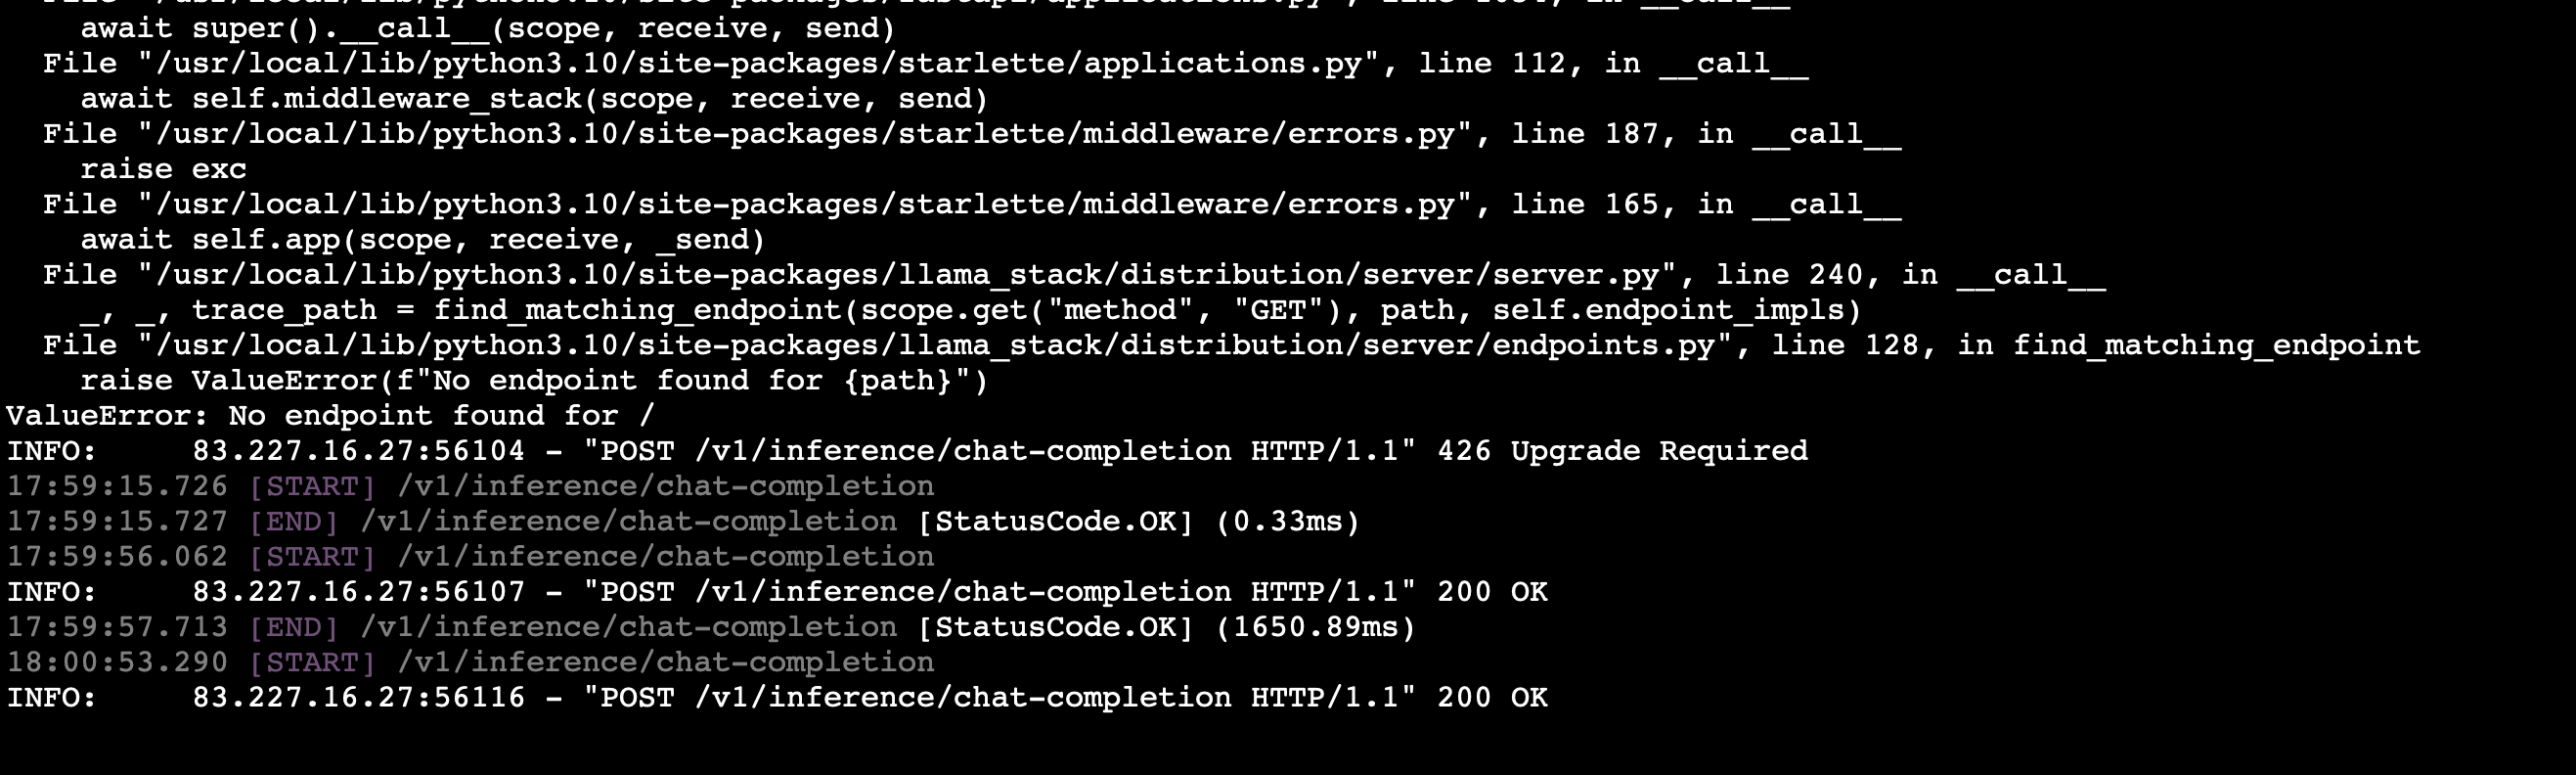 await super().__call__(scope, receive, send)
File "/usr/local/lib/python3.10/site-packages/starlette/applications.py", line 112, in __call__
await self.middleware_stack(scope, receive, send)
File "/usr/local/lib/python3.10/site-packages/starlette/middleware/errors.py", line 187, in __call__
raise exc
File "/usr/local/lib/python3.10/site-packages/starlette/middleware/errors.py", line 165, in __call__
await self.app(scope, receive, _send)
File "/usr/local/lib/python3.10/site-packages/llama_stack/distribution/server/server.py", line 240, in __call__
_, _, trace_path = find_matching_endpoint(scope.get("method", "GET"), path, self.endpoint_impls)
File "/usr/local/lib/python3.10/site-packages/llama_stack/distribution/server/endpoints.py", line 128, in find_matching_endpoint
raise ValueError(f"No endpoint found for {path}")
ValueError: No endpoint found for /
INFO:     83.227.16.27:56104 - "POST /v1/inference/chat-completion HTTP/1.1" 426 Upgrade Required
17:59:15.726 [START] /v1/inference/chat-completion
17:59:15.727 [END] /v1/inference/chat-completion [StatusCode.OK] (0.33ms)
17:59:56.062 [START] /v1/inference/chat-completion
INFO:     83.227.16.27:56107 - "POST /v1/inference/chat-completion HTTP/1.1" 200 OK
17:59:57.713 [END] /v1/inference/chat-completion [StatusCode.OK] (1650.89ms)
18:00:53.290 [START] /v1/inference/chat-completion
INFO:     83.227.16.27:56116 - "POST /v1/inference/chat-completion HTTP/1.1" 200 OK